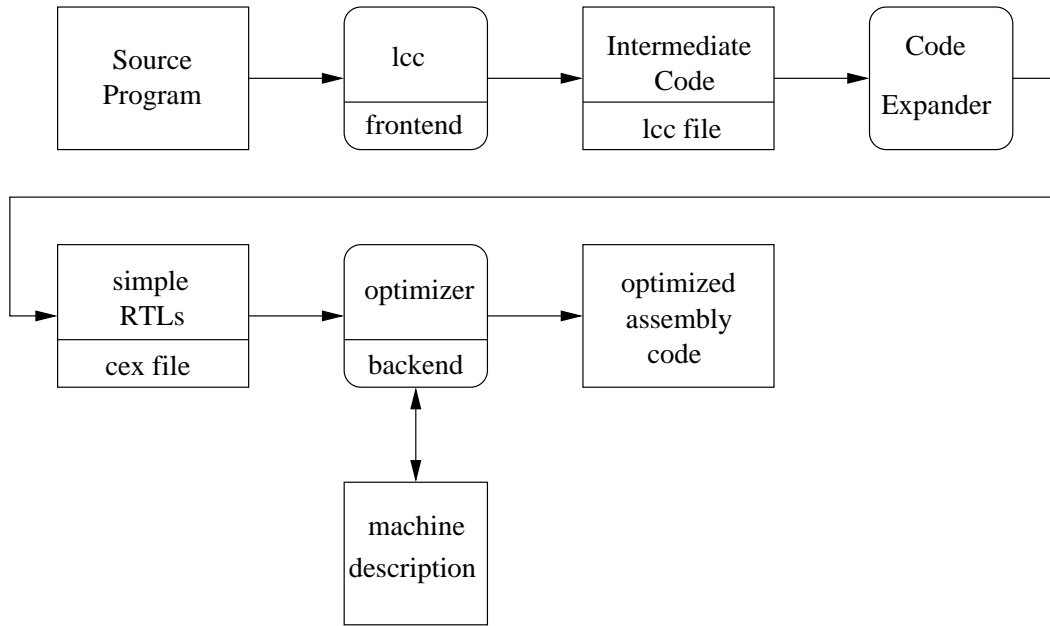 Source
Program
lcc
frontend
Intermediate
Code
lcc file
Code
Expander
simple
RTLs
cex file
optimizer
backend
optimized
assembly
code
machine
description